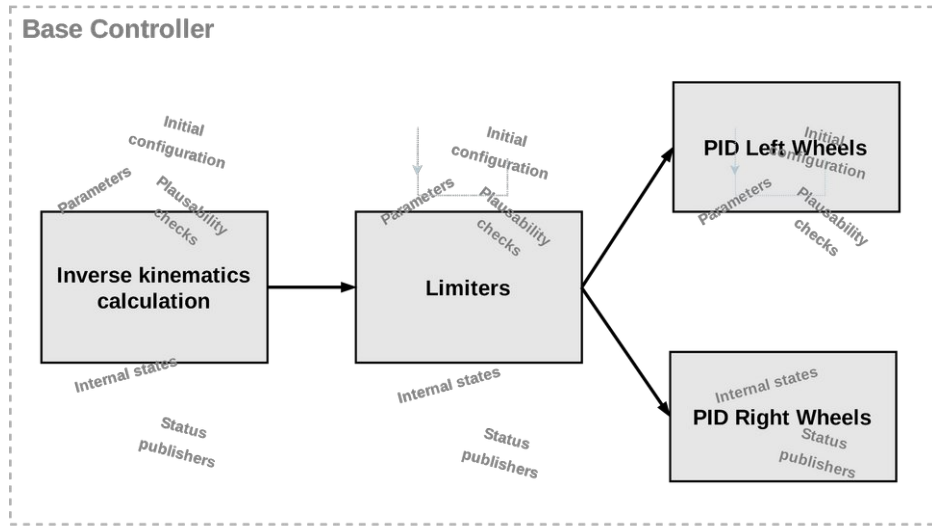 Base Controller
Initial
configuration
Parameters
Plausability
checks
Inverse kinematics
calculation
Internal states
Status
publishers
Initial
configuration
Parameters
Plausability
checks
Limiters
Internal states
Status
publishers
Initial
configuration
PID Left Wheels
Parameters
Plausability
checks
Internal states
PID Right Wheels
Status
publishers